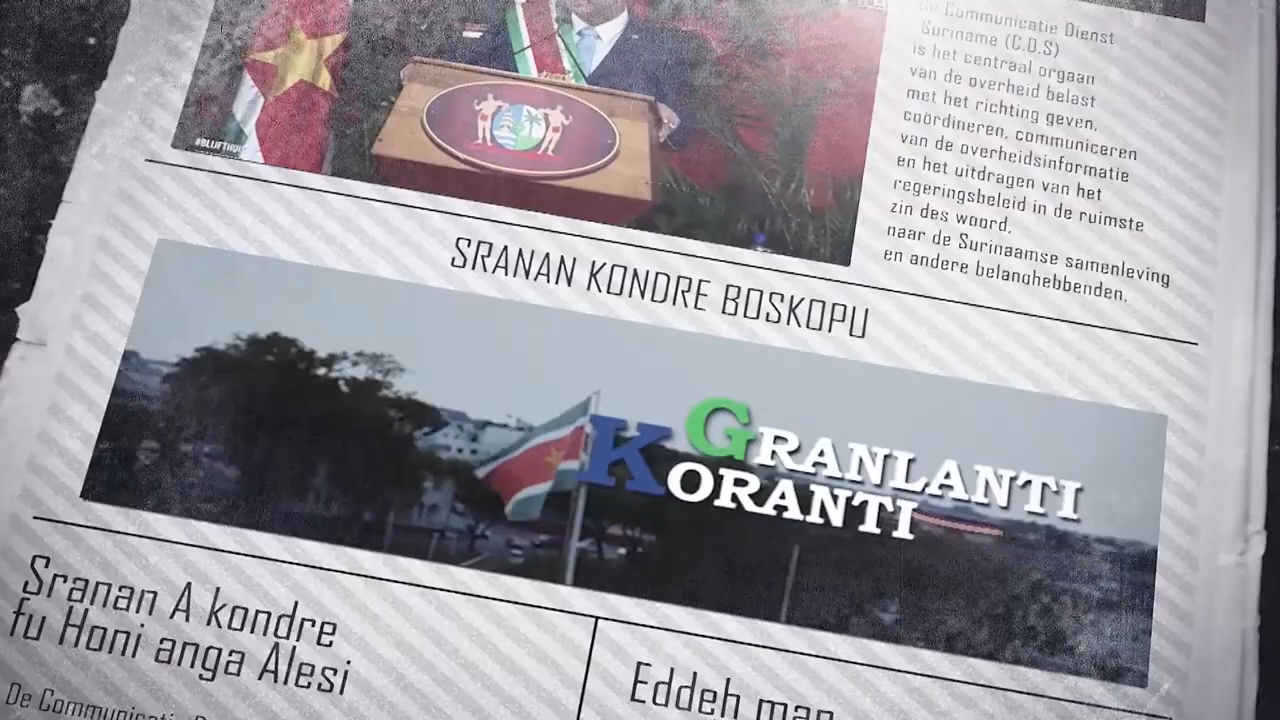 De Communicatie Dienst
Suriname (C.D.S)
is het centraal orgaan
van de overheid belast
met het richting geven,
coördineren, communiceren
van de overheidsinformatie
en het uitdragen van het
regeringsbeleid in de ruimste
zin des woord,
naar de Surinaamse samenleving
en andere belanghebbenden.
SRANAN KONDRE BOSKOPU
GRANLANTI
KORANTI
Sranan A kondre
fu Honi anga Alesi
De
Eddeh man